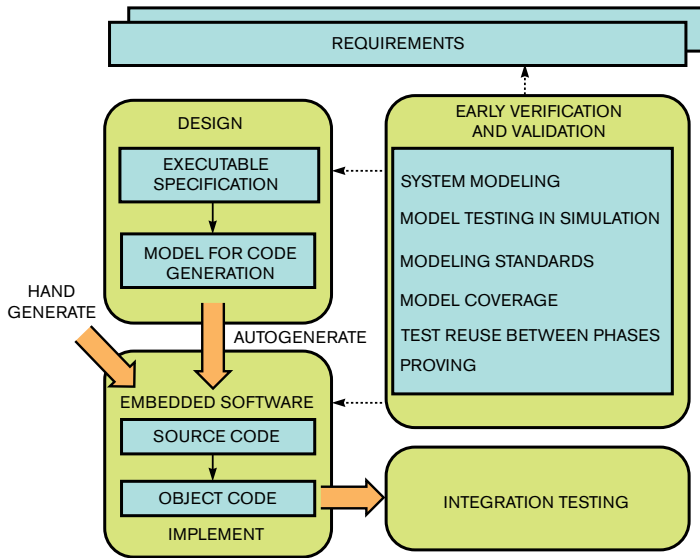 REQUIREMENTS
DESIGN
EXECUTABLE
SPECIFICATION
MODEL FOR CODE
GENERATION
HAND
GENERATE
AUTOGENERATE
EMBEDDED SOFTWARE
SOURCE CODE
OBJECT CODE
IMPLEMENT
EARLY VERIFICATION
AND VALIDATION
SYSTEM MODELING
MODEL TESTING IN SIMULATION
MODELING STANDARDS
MODEL COVERAGE
TEST REUSE BETWEEN PHASES
PROVING
INTEGRATION TESTING